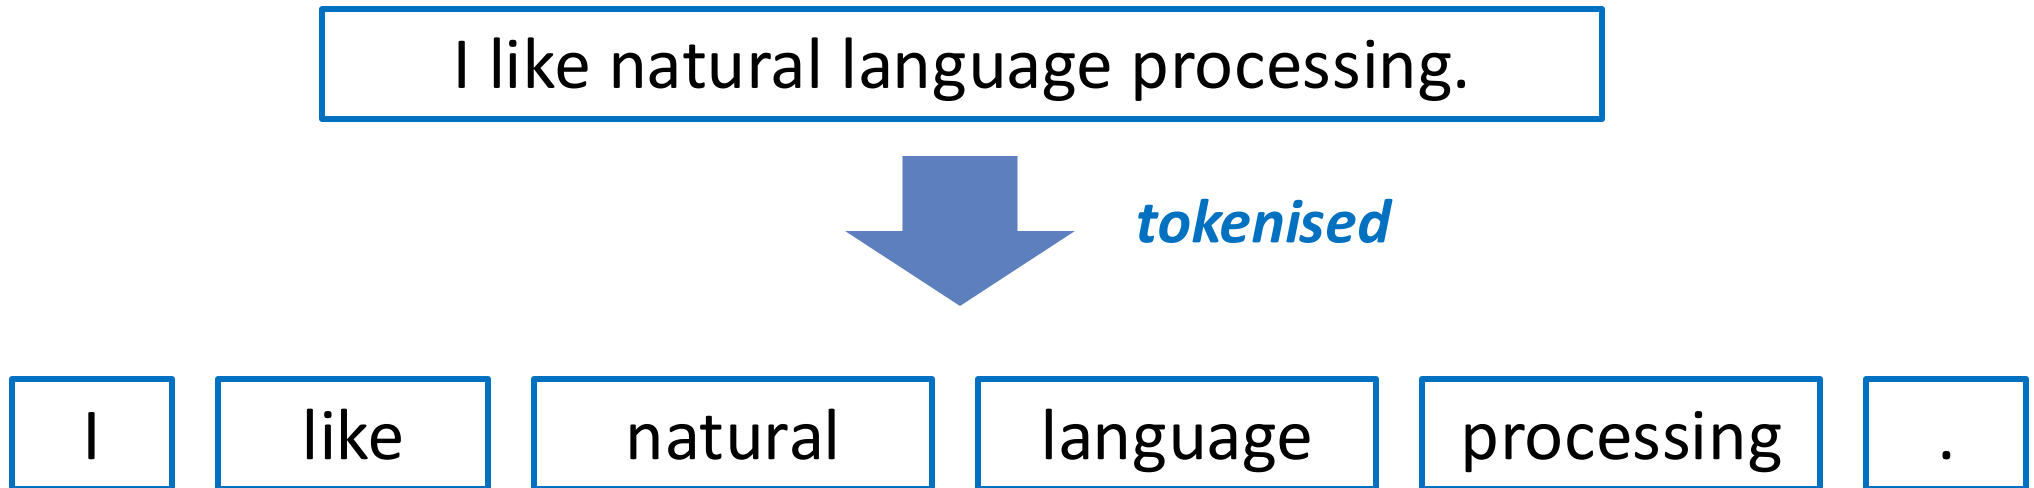 I like natural language processing.
tokenised
I like natural language processing .